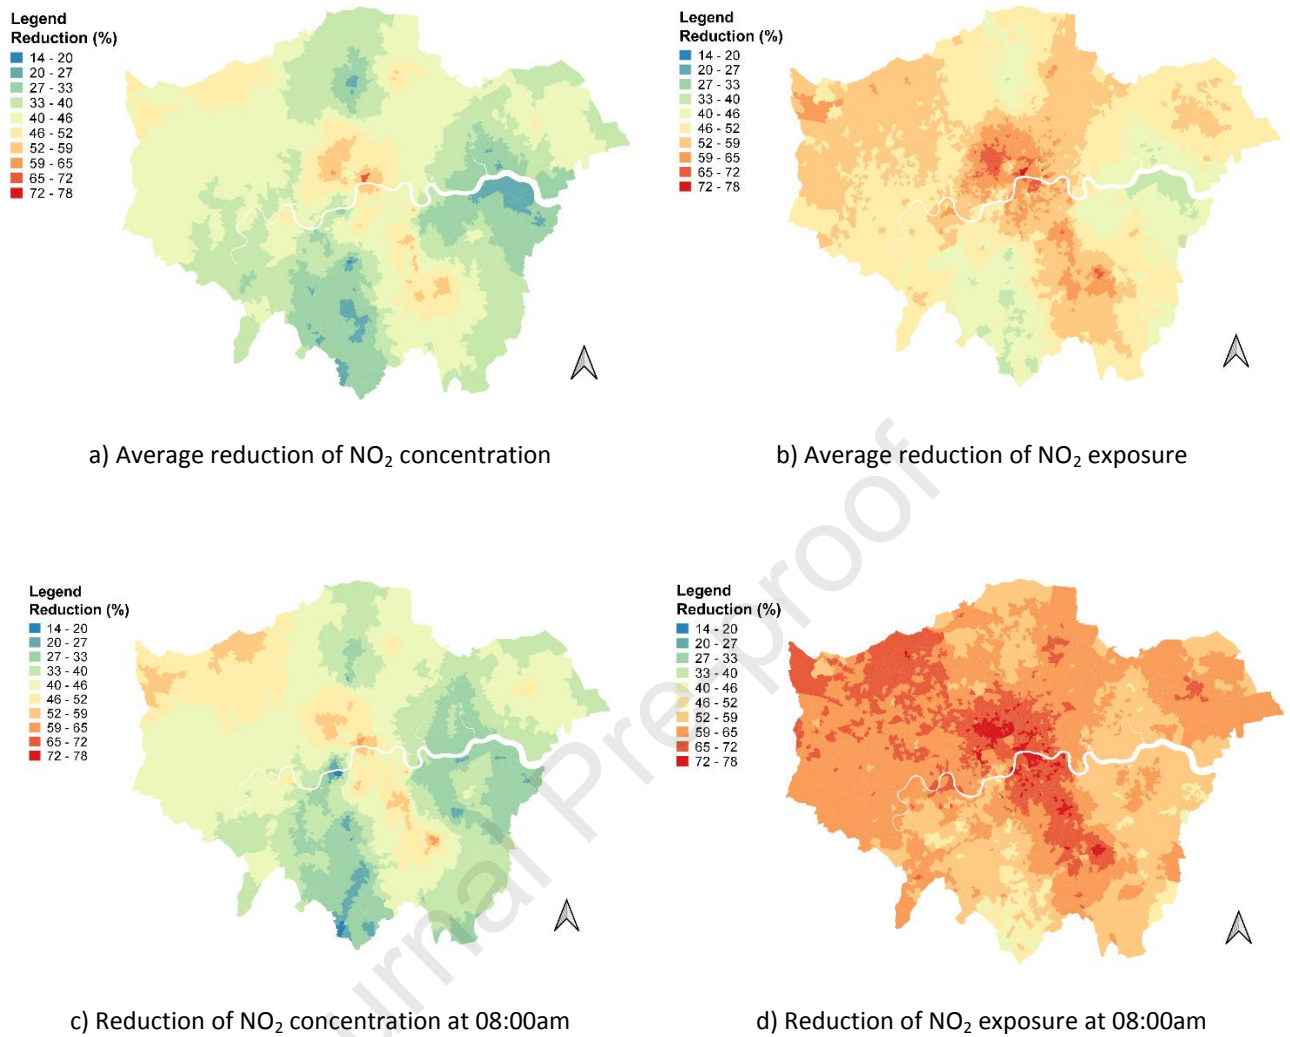 Legend
Reduction (%)
14 - 20
20 - 27
27 - 33
33 - 40
40 - 46
46 - 52
52 - 59
59 - 65
65 - 72
72 - 78
a) Average reduction of NO₂ concentration
Legend
Reduction (%)
14 - 20
20 - 27
27 - 33
33 - 40
40 - 46
46 - 52
52 - 59
59 - 65
65 - 72
72 - 78
b) Average reduction of NO₂ exposure
Legend
Reduction (%)
14 - 20
20 - 27
27 - 33
33 - 40
40 - 46
46 - 52
52 - 59
59 - 65
65 - 72
72 - 78
c) Reduction of NO₂ concentration at 08:00am
Legend
Reduction (%)
14 - 20
20 - 27
27 - 33
33 - 40
40 - 46
46 - 52
52 - 59
59 - 65
65 - 72
72 - 78
d) Reduction of NO₂ exposure at 08:00am
urnal Pre-proof